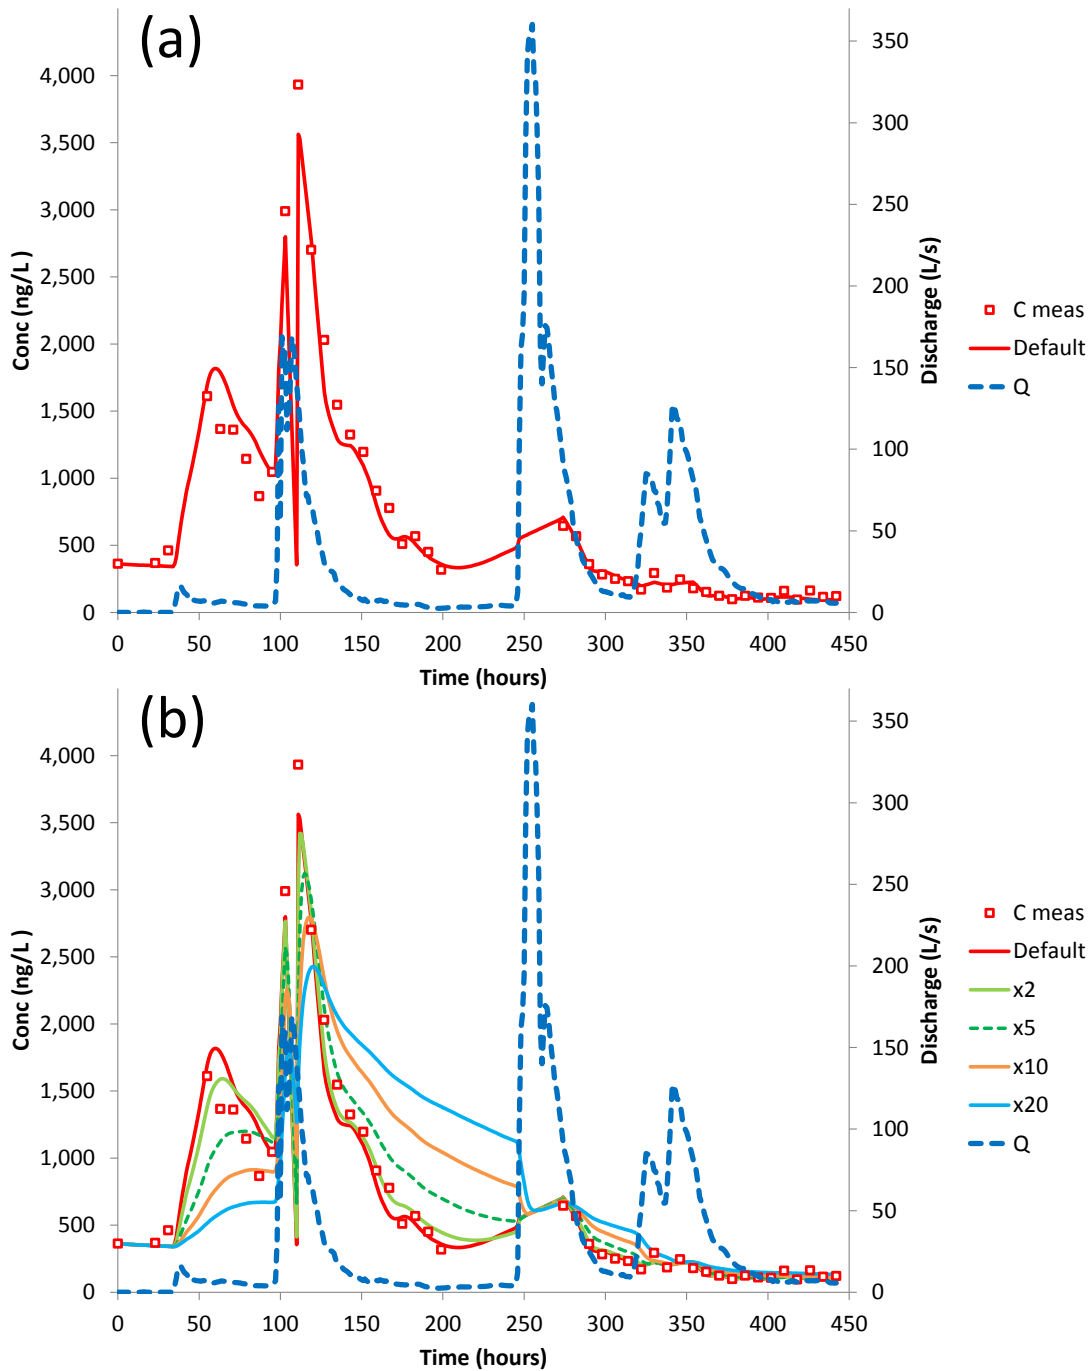 (a)
4,000
3,500
3,000
2,500
2,000
1,500
1,000
500
0
Conc (ng/L)
0 50 100 150 200 250 300 350 400 450
Time (hours)
350
300
250
200
150
100
50
0
Discharge (L/s)
C meas
Default
Q
(b)
4,000
3,500
3,000
2,500
2,000
1,500
1,000
500
0
Conc (ng/L)
0 50 100 150 200 250 300 350 400 450
Time (hours)
350
300
250
200
150
100
50
0
Discharge (L/s)
C meas
Default
x2
x5
x10
x20
Q